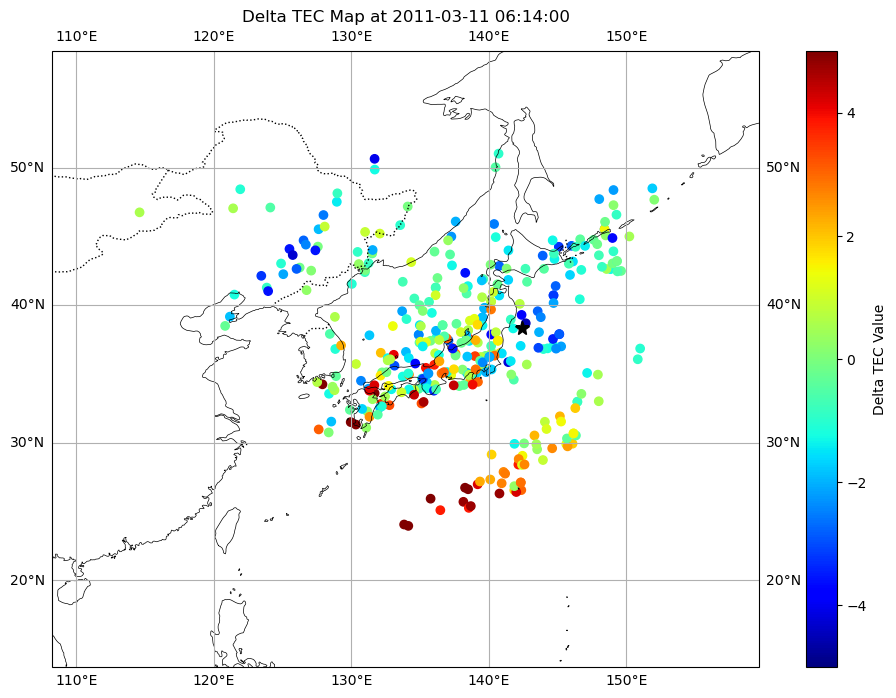 Delta TEC Map at 2011-03-11 06:14:00
110°E 120°E 130°E 140°E 150°E
50°N 50°N
40°N 40°N
30°N 30°N
20°N 20°N
110°E 120°E 130°E 140°E 150°E
4
2
0
−2
−4
Delta TEC Value